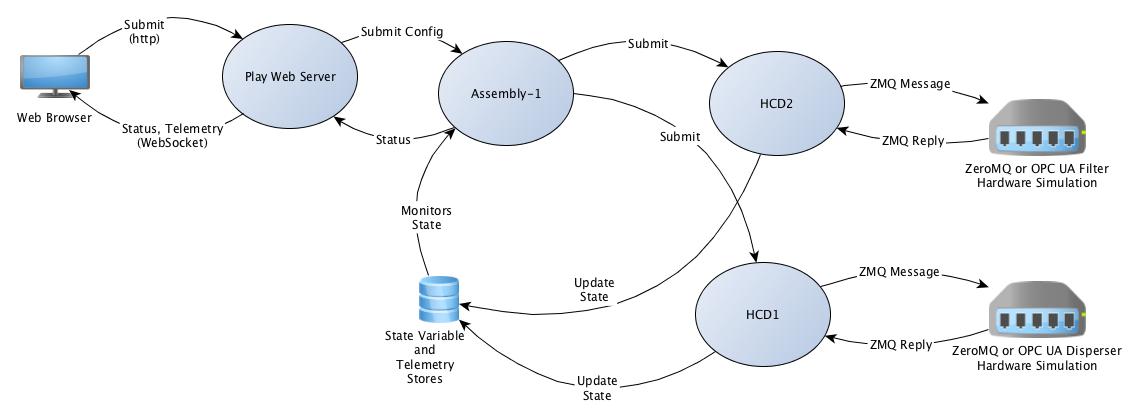 Submit
(http)
Submit Config
Submit
ZMQ Message
Play Web Server
Assembly-1
HCD2
Web Browser
Status, Telemetry
(WebSocket)
Status
Submit
ZMQ Reply
ZeroMQ or OPC UA Filter
Hardware Simulation
Monitors
State
Update
State
ZMQ Message
HCD1
State Variable
and
Telemetry
Stores
ZMQ Reply
ZeroMQ or OPC UA Disperser
Hardware Simulation
Update
State